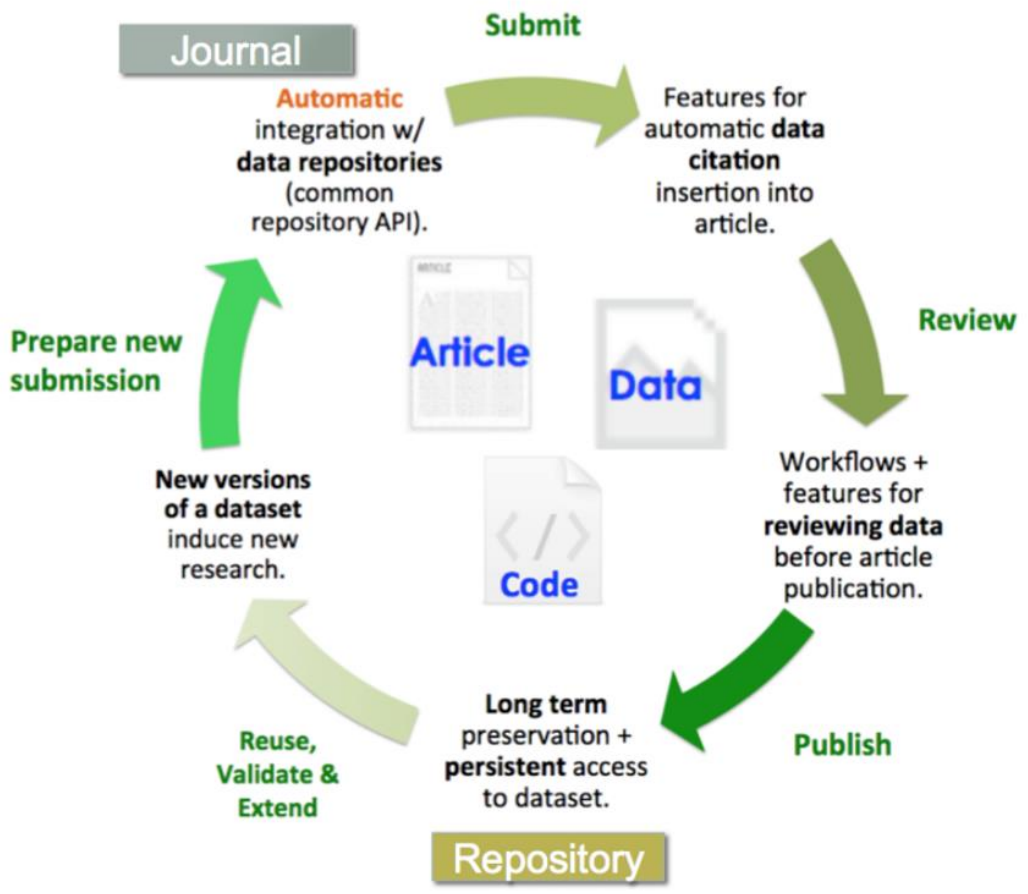 Journal
Submit
Automatic
integration w/
data repositories
(common
repository API).
Features for
automatic data
citation
insertion into
article.
Review
Workflows +
features for
reviewing data
before article
publication.
Publish
Long term
preservation +
persistent access
to dataset.
Repository
Reuse,
Validate &
Extend
New versions
of a dataset
induce new
research.
Prepare new
submission
ARTICLE
Article
Data
</>
Code